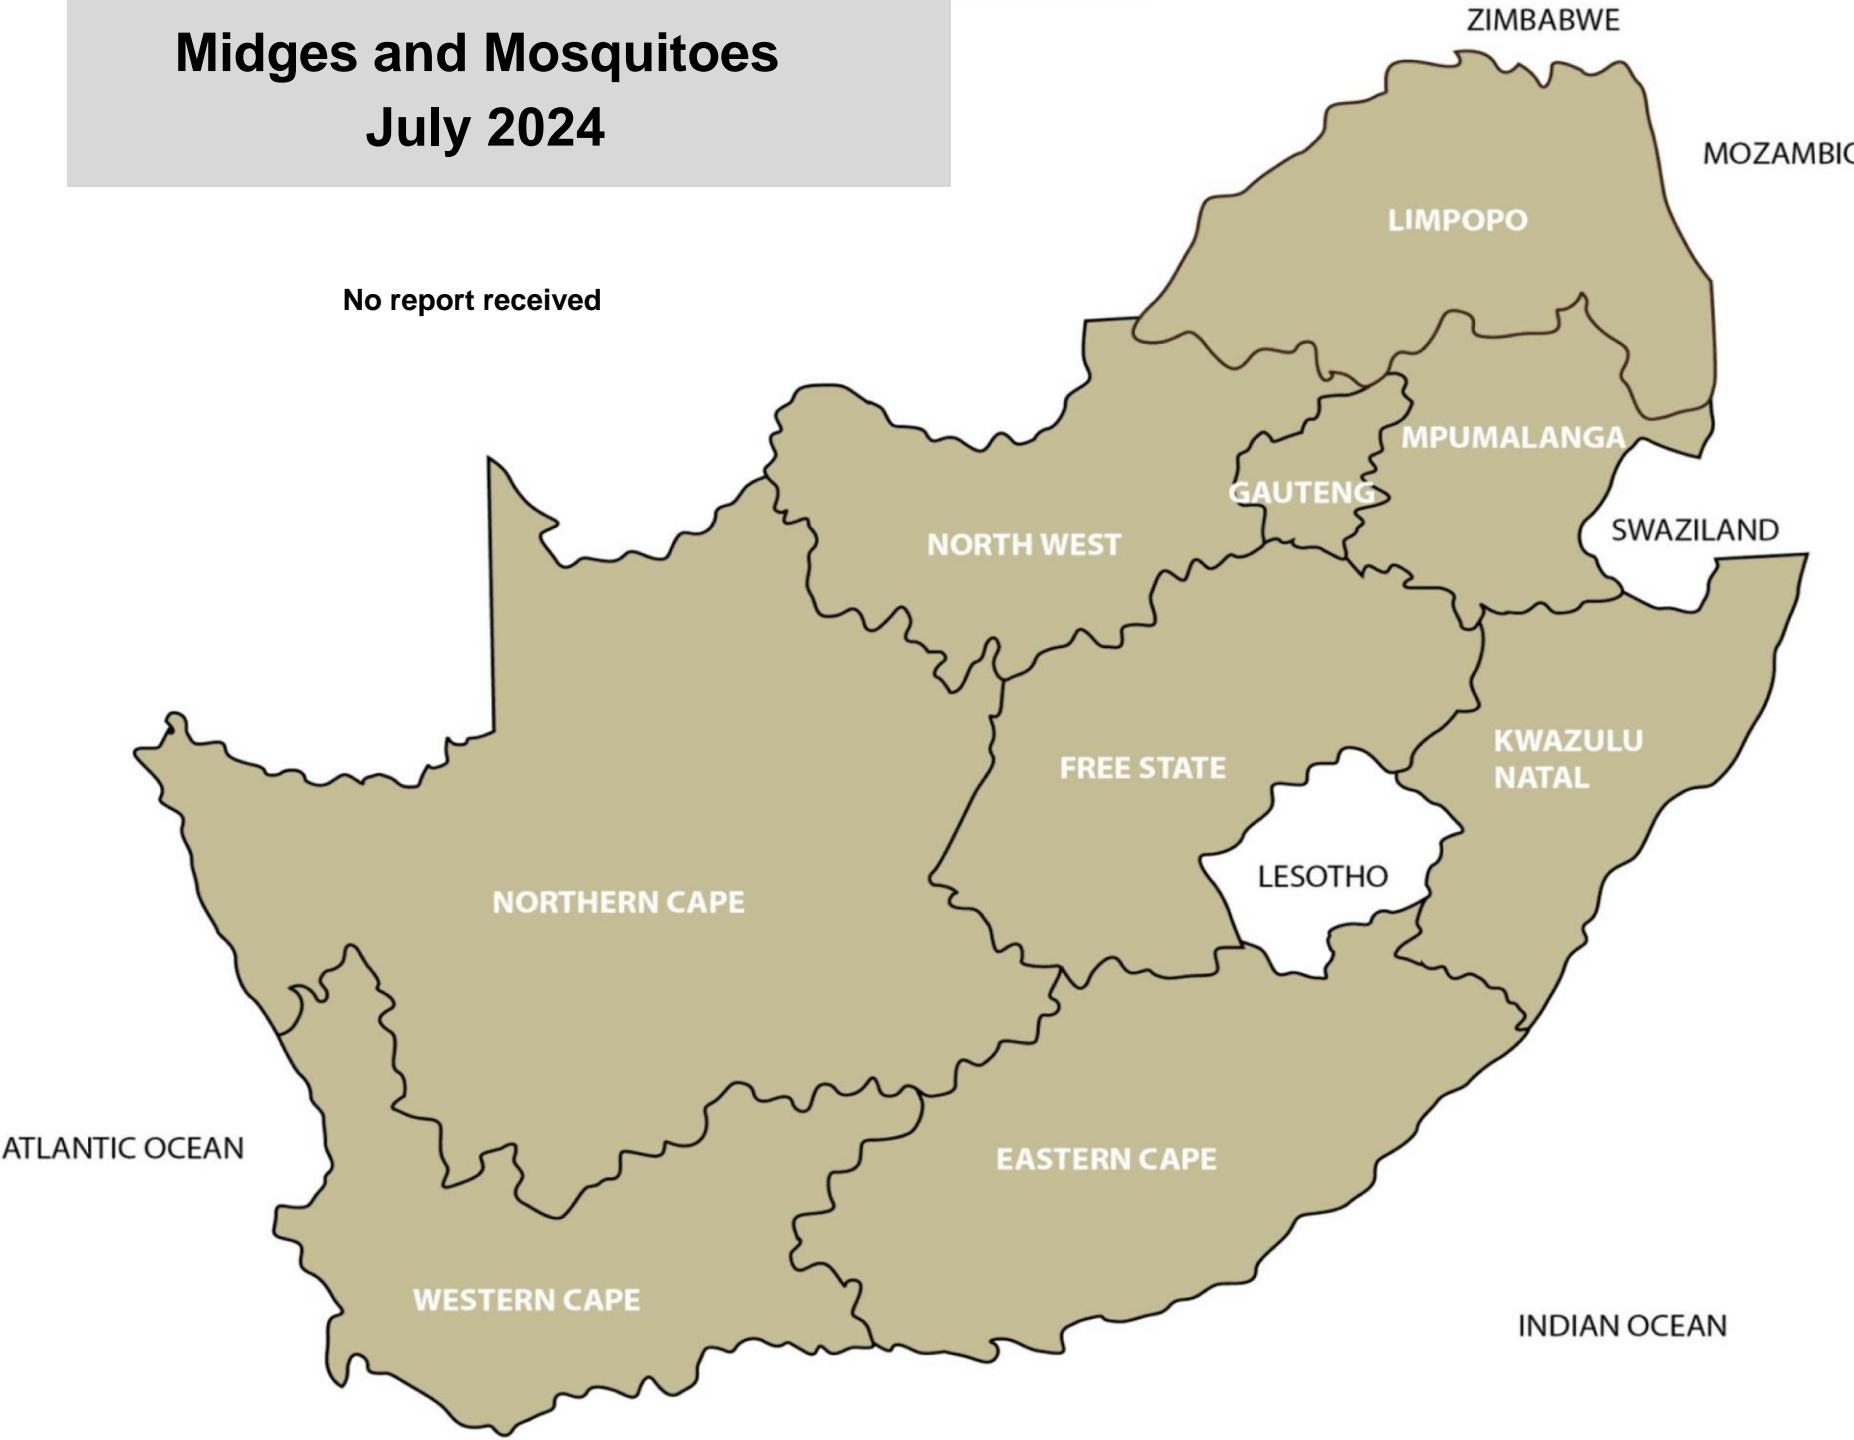 Midges and Mosquitoes
July 2024
No report received
ZIMBABWE
MOZAMBIC
LIMPOPO
MPUMALANGA
GAUTENG
NORTH WEST
SWAZILAND
KWAZULU
NATAL
FREE STATE
LESOTHO
NORTHERN CAPE
ATLANTIC OCEAN
EASTERN CAPE
WESTERN CAPE
INDIAN OCEAN